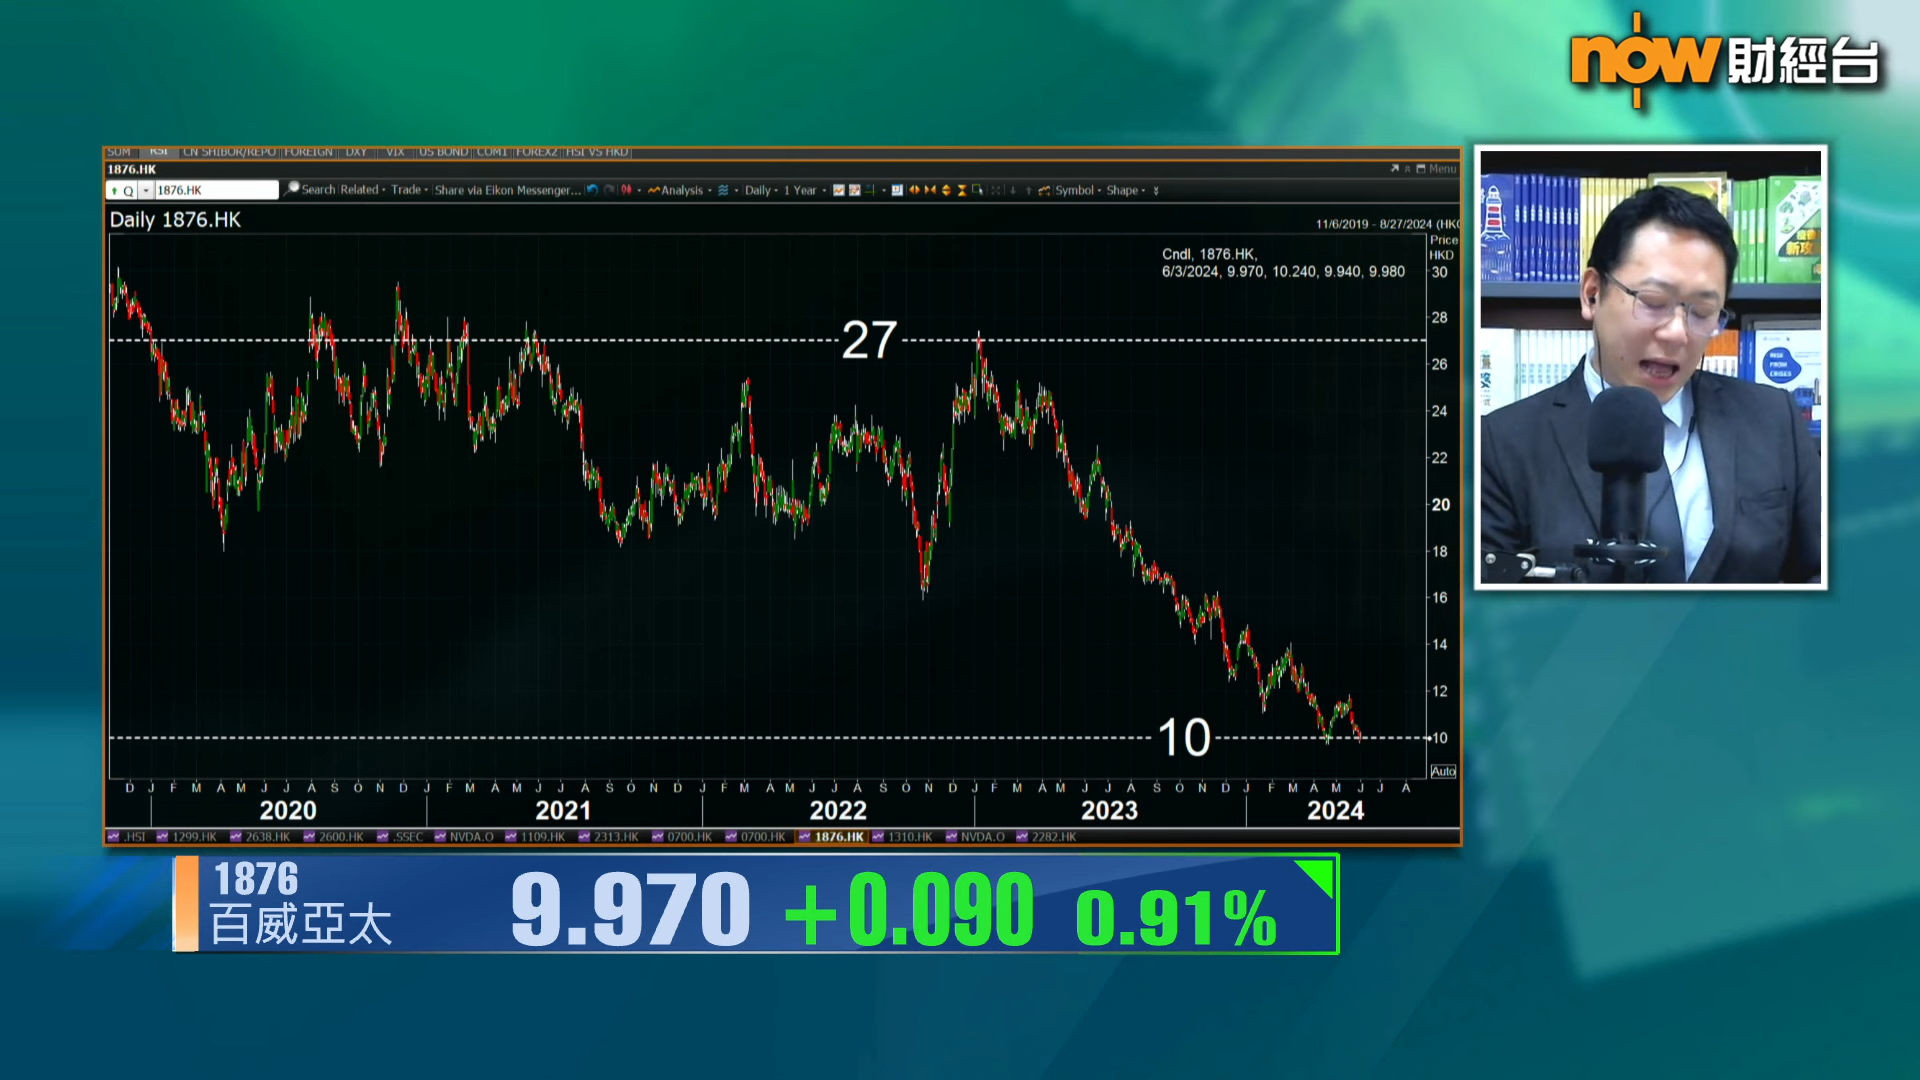 now財經台
SUM RSI CN SHIBOR/REPO FOREIGN DXY VIX US BOND COM1 FOREX2 HSI VS HKD
1876.HK Menu
Q 1876.HK Search Related Trade Share via Eikon Messenger... Analysis Daily 1 Year Symbol Shape
Daily 1876.HK
11/6/2019 - 8/27/2024
Price
HKD
Cndl, 1876.HK,
6/3/2024, 9.970, 10.240, 9.940, 9.980
30
28
27
26
24
22
20
18
16
14
12
10
10
Auto
D J F M A M J J A S O N D J F M A M J J A S O N D J F M A M J J A S O N D J F M A M J J A S O N D J F M A M J J A
2020 2021 2022 2023 2024
.HSI 1299.HK 2638.HK 2600.HK .SSEC NVDA.O 1109.HK 2313.HK 0700.HK 0700.HK 1876.HK 1310.HK NVDA.O 2282.HK
1876
百威亞太
9.970 +0.090 0.91%